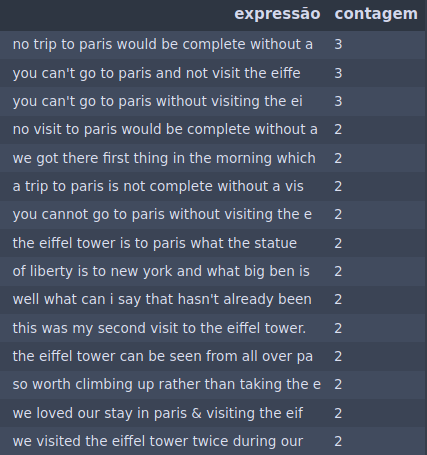 expressão contagem
no trip to paris would be complete without a 3
you can't go to paris and not visit the eiffe 3
you can't go to paris without visiting the ei 3
no visit to paris would be complete without a 2
we got there first thing in the morning which 2
a trip to paris is not complete without a vis 2
you cannot go to paris without visiting the e 2
the eiffel tower is to paris what the statue 2
of liberty is to new york and what big ben is 2
well what can i say that hasn't already been 2
this was my second visit to the eiffel tower. 2
the eiffel tower can be seen from all over pa 2
so worth climbing up rather than taking the e 2
we loved our stay in paris & visiting the eif 2
we visited the eiffel tower twice during our 2